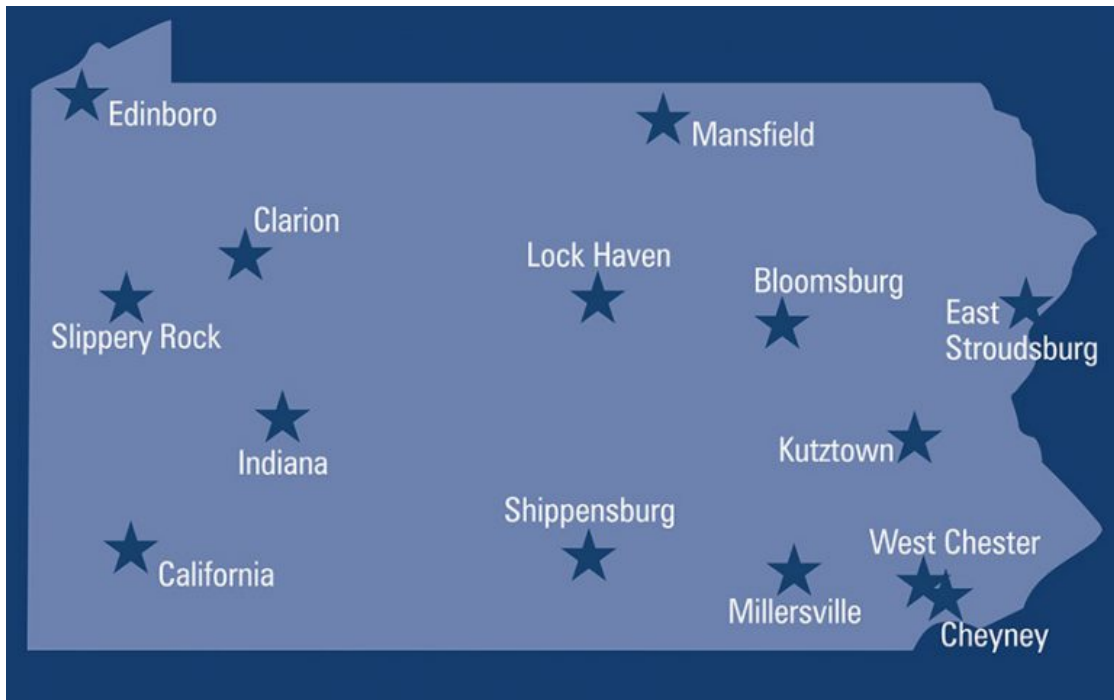 Edinboro
Mansfield
Clarion
Lock Haven
Bloomsburg
East
Stroudsburg
Slippery Rock
Kutztown
Indiana
Shippensburg
West Chester
California
Millersville
Cheyney